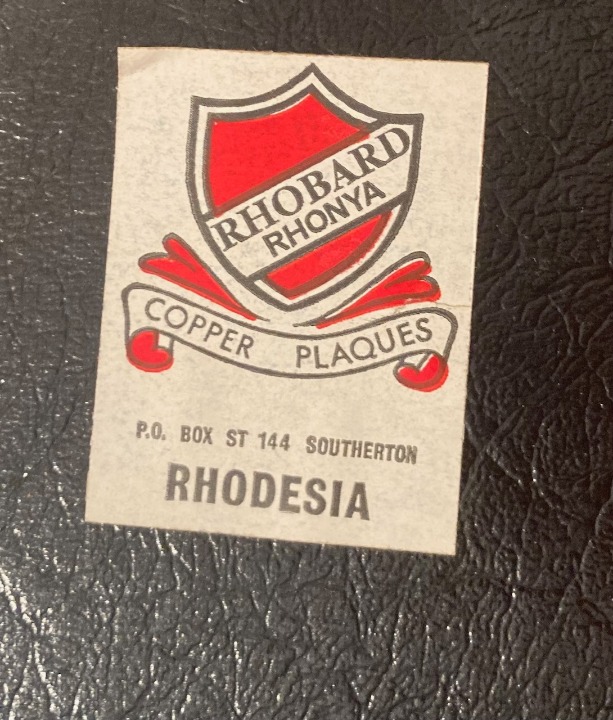 RHOBARD
RHONYA
COPPER PLAQUES
P.O. BOX ST 144 SOUTHERTON
RHODESIA